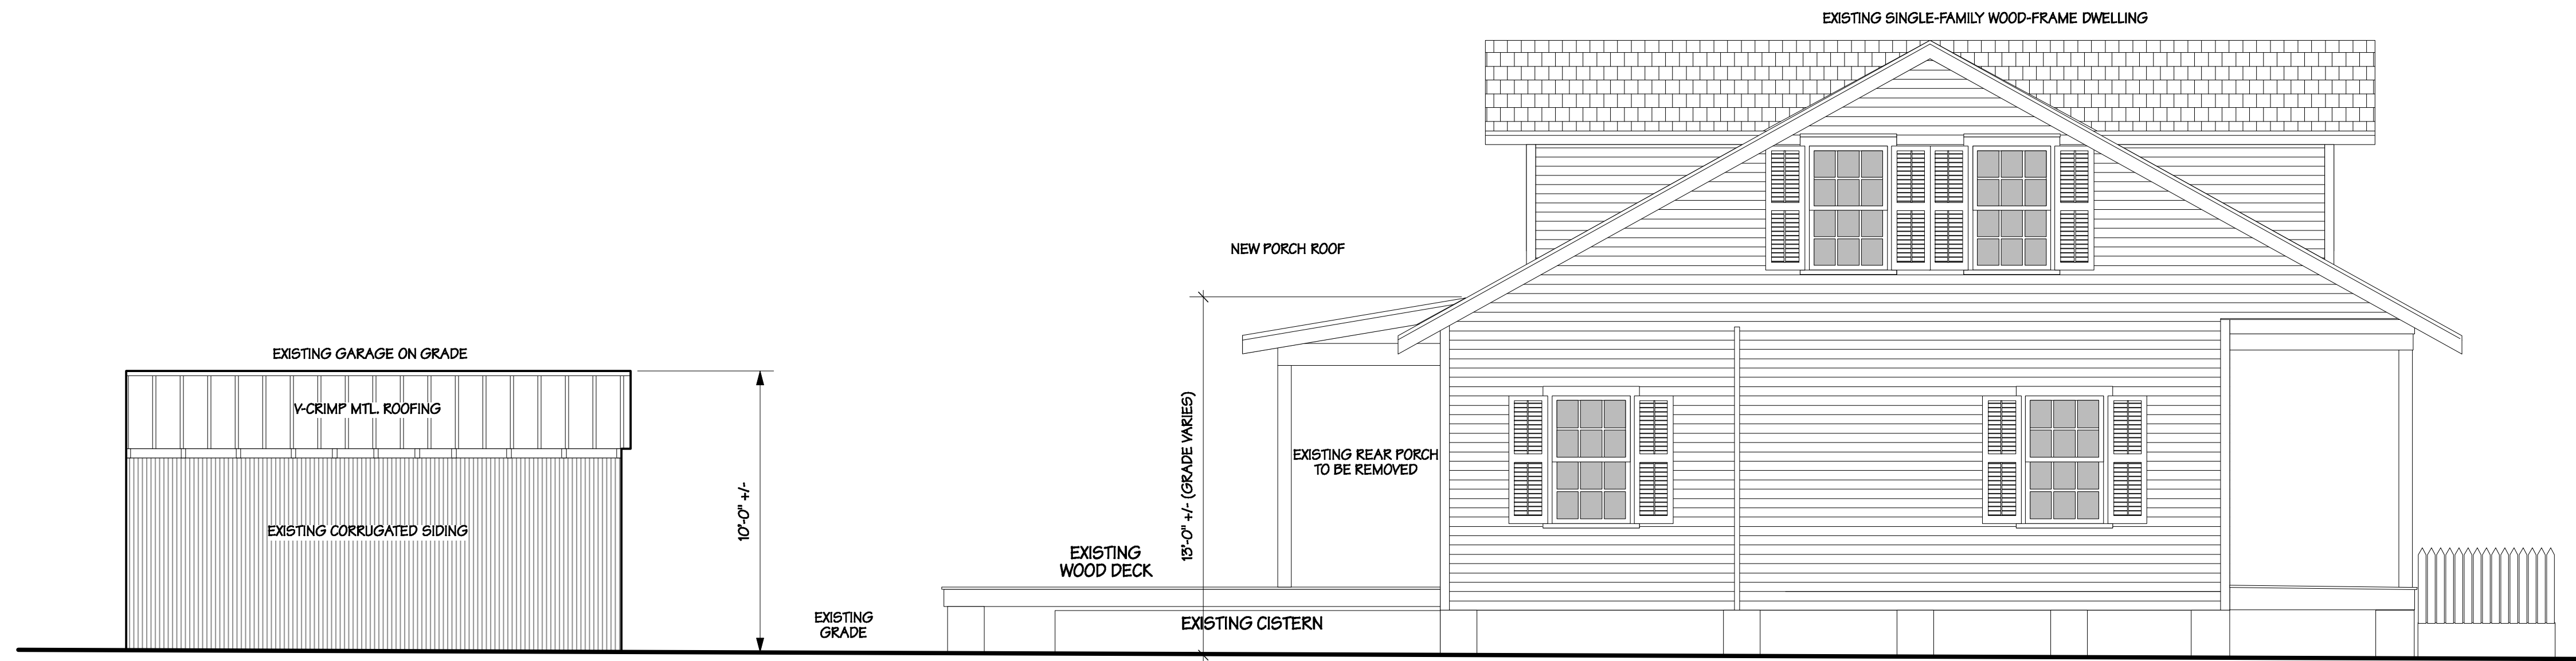 EXISTING SINGLE-FAMILY WOOD-FRAME DWELLING
NEW PORCH ROOF
EXISTING GARAGE ON GRADE
V-CRIMP MTL. ROOFING
EXISTING CORRUGATED SIDING
10'-0" +/-
EXISTING
GRADE
EXISTING
WOOD DECK
13'-0" +/- (GRADE VARIES)
EXISTING REAR PORCH
TO BE REMOVED
EXISTING CISTERN